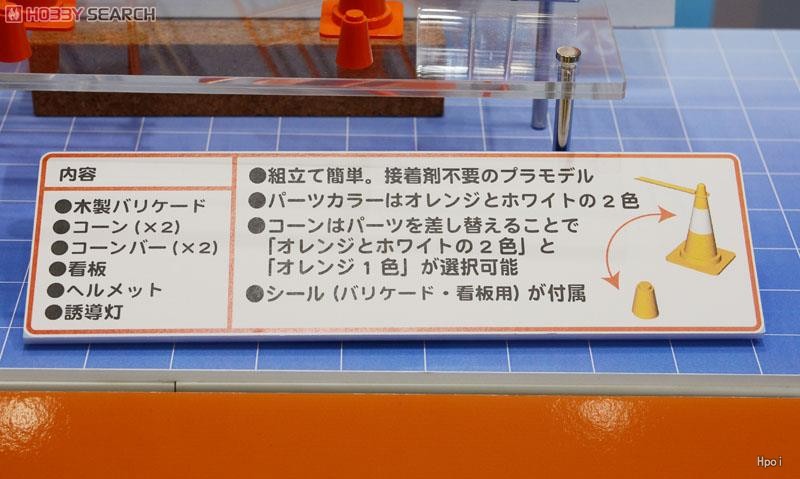 HOBBY SEARCH
内容
●木製バリケード
●コーン(×2)
●コーンバー(×2)
●看板
●ヘルメット
●誘導灯
●組立て簡単。接着剤不要のプラモデル
●パーツカラーはオレンジとホワイトの2色
●コーンはパーツを差し替えることで
「オレンジとホワイトの2色」と
「オレンジ1色」が選択可能
●シール(バリケード・看板用)が付属
Hpoi